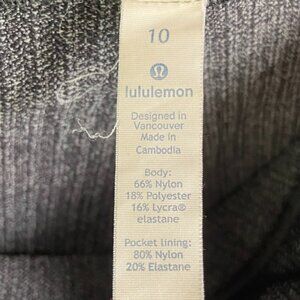 10
lululemon
Designed in
Vancouver
Made in
Cambodia
Body:
66% Nylon
18% Polyester
16% Lycra®
elastane
Pocket lining:
80% Nylon
20% Elastane